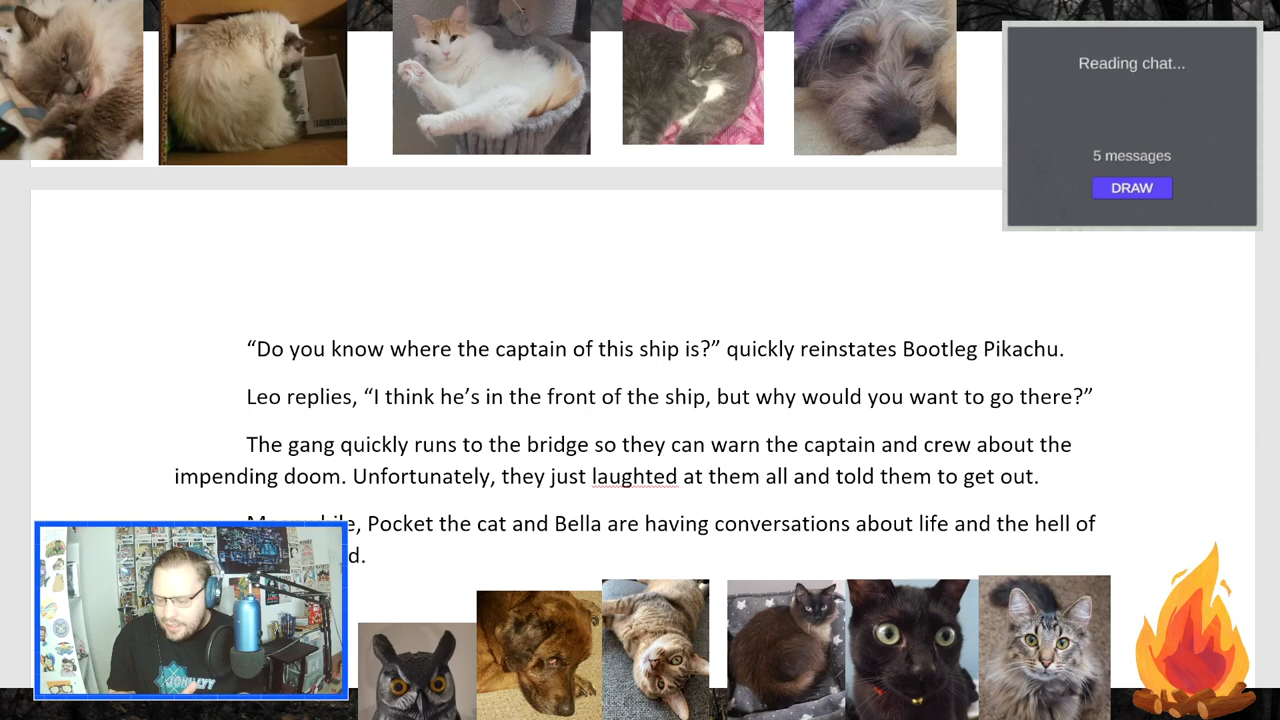 Reading chat...
5 messages
DRAW
“Do you know where the captain of this ship is?” quickly reinstates Bootleg Pikachu.
Leo replies, “I think he’s in the front of the ship, but why would you want to go there?”
The gang quickly runs to the bridge so they can warn the captain and crew about the
impending doom. Unfortunately, they just laughted at them all and told them to get out.
Pocket the cat and Bella are having conversations about life and the hell of
d.